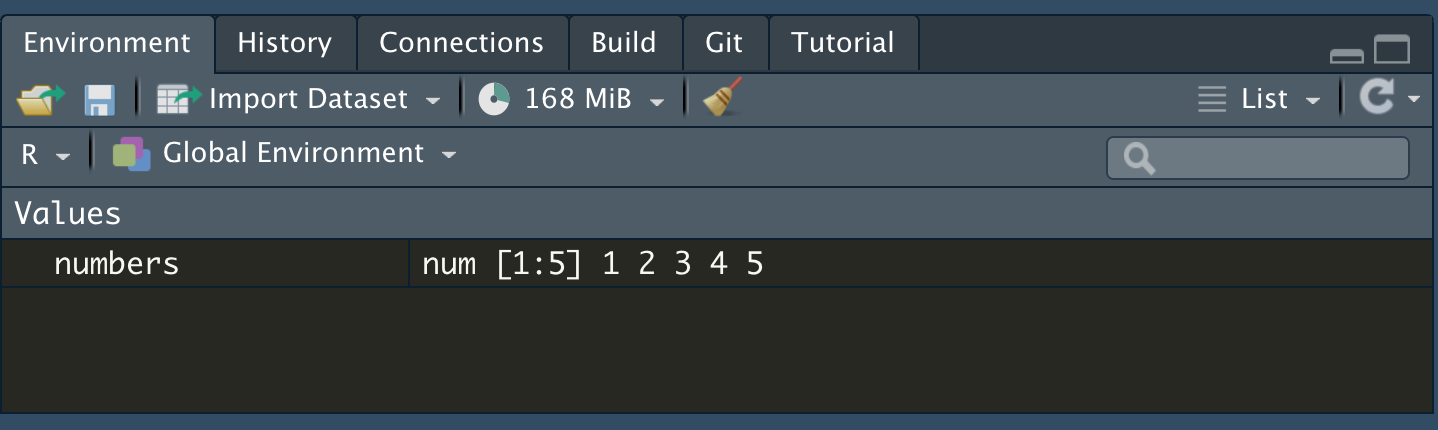 Environment History Connections Build Git Tutorial
Import Dataset 168 MiB List
R Global Environment
Values
numbers num [1:5] 1 2 3 4 5